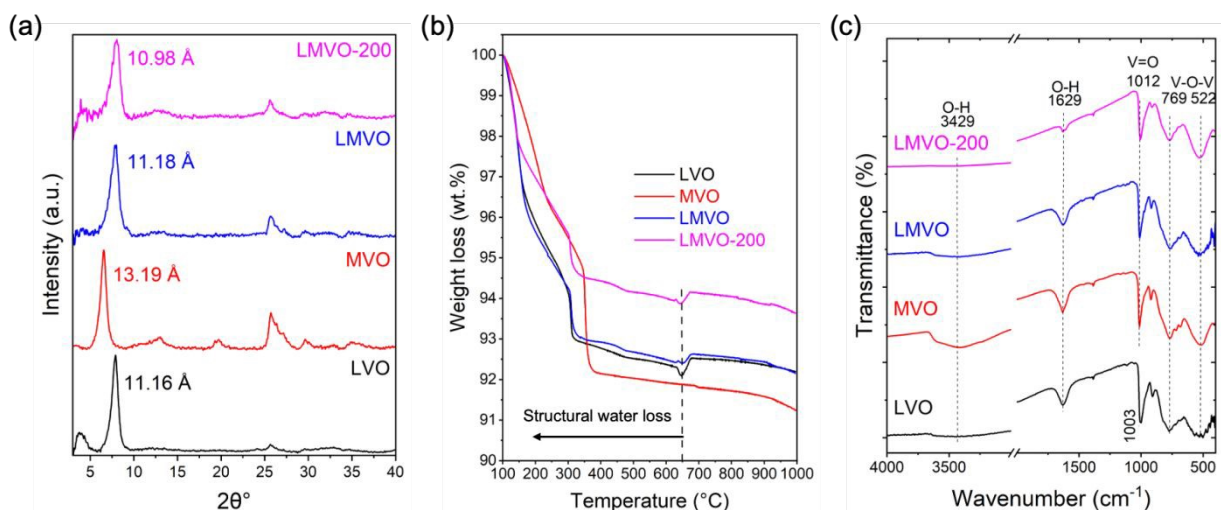 (a)
Intensity (a.u.)
LMVO-200
10.98 Å
LMVO
11.18 Å
MVO
13.19 Å
LVO
11.16 Å
5 10 15 20 25 30 35 40
2θ°
(b)
Weight loss (wt.%)
100
99
98
97
96
95
94
93
92
91
90
LVO
MVO
LMVO
LMVO-200
Structural water loss
100 200 300 400 500 600 700 800 900 1000
Temperature (°C)
(c)
Transmittance (%)
O-H
3429
O-H
1629
V=O
1012
V-O-V
769 522
LMVO-200
LMVO
MVO
LVO
1003
4000 3500 1500 1000 500
Wavenumber (cm⁻¹)